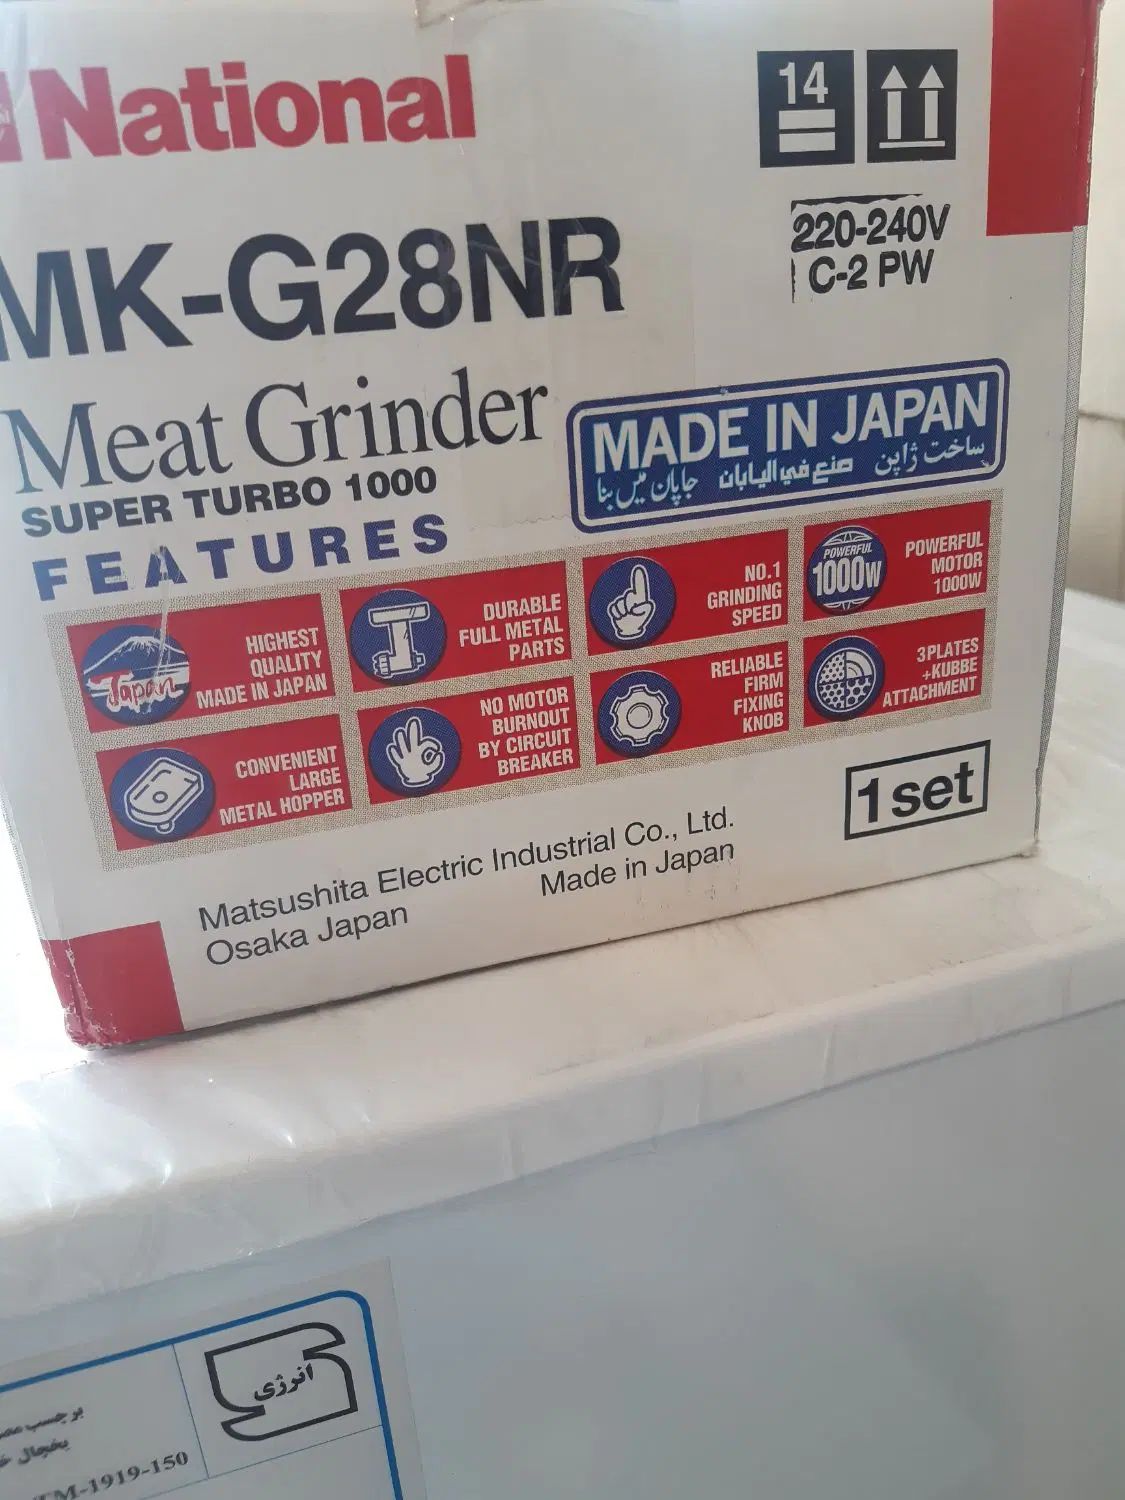 National
14
220-240V
C-2 PW
MK-G28NR
Meat Grinder
SUPER TURBO 1000
MADE IN JAPAN
جاپان میں بنا صنع في اليابان ساخت ژاپن
FEATURES
Japan
HIGHEST
QUALITY
MADE IN JAPAN
DURABLE
FULL METAL
PARTS
NO.1
GRINDING
SPEED
POWERFUL
1000W
POWERFUL
MOTOR
1000W
CONVENIENT
LARGE
METAL HOPPER
NO MOTOR
BURNOUT
BY CIRCUIT
BREAKER
RELIABLE
FIRM
FIXING
KNOB
3PLATES
+KUBBE
ATTACHMENT
1 set
Matsushita Electric Industrial Co., Ltd.
Osaka Japan
Made in Japan
انرژی
برچسب
یخچال
TM-1919-150